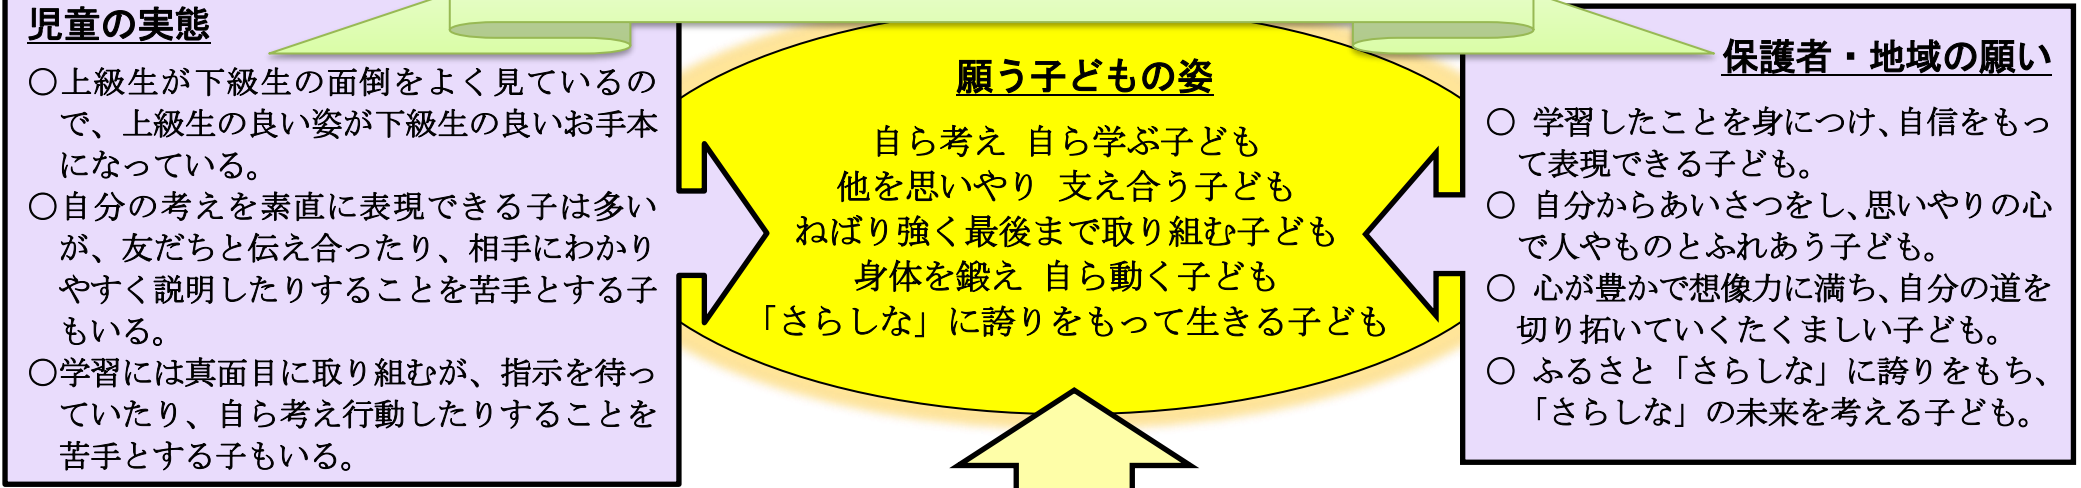 児童の実態
〇上級生が下級生の面倒をよく見ているの
で、上級生の良い姿が下級生の良いお手本
になっている。
〇自分の考えを素直に表現できる子は多い
が、友だちと伝え合ったり、相手にわかり
やすく説明したりすることを苦手とする子
もいる。
〇学習には真面目に取り組むが、指示を待っ
ていたり、自ら考え行動したりすることを
苦手とする子もいる。
願う子どもの姿
自ら考え 自ら学ぶ子ども
他を思いやり 支え合う子ども
ねばり強く最後まで取り組む子ども
身体を鍛え 自ら動く子ども
「さらしな」に誇りをもって生きる子ども
保護者・地域の願い
〇 学習したことを身につけ、自信をもっ
て表現できる子ども。
〇 自分からあいさつをし、思いやりの心
で人やものとふれあう子ども。
〇 心が豊かで想像力に満ち、自分の道を
切り拓いていくたくましい子ども。
〇 ふるさと「さらしな」に誇りをもち、
「さらしな」の未来を考える子ども。